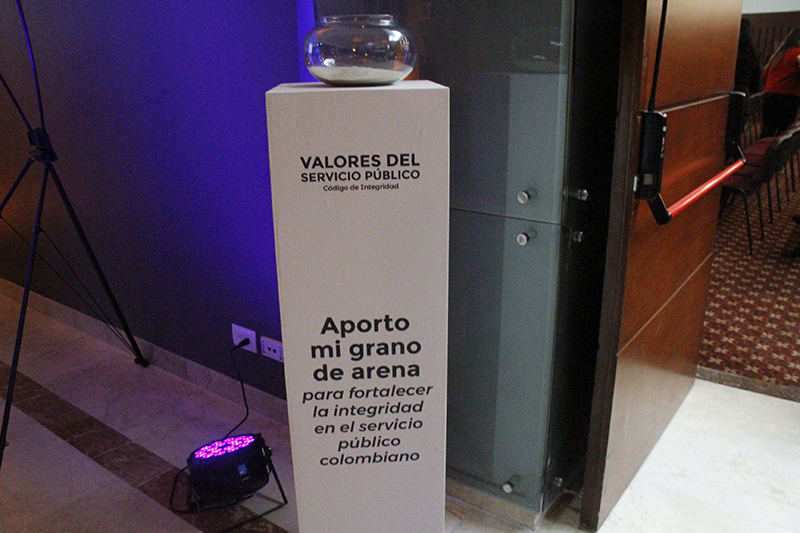 VALORES DEL
SERVICIO PÚBLICO
Código de Integridad
Aporto
mi grano
de arena
para fortalecer
la integridad
en el servicio
público
colombiano